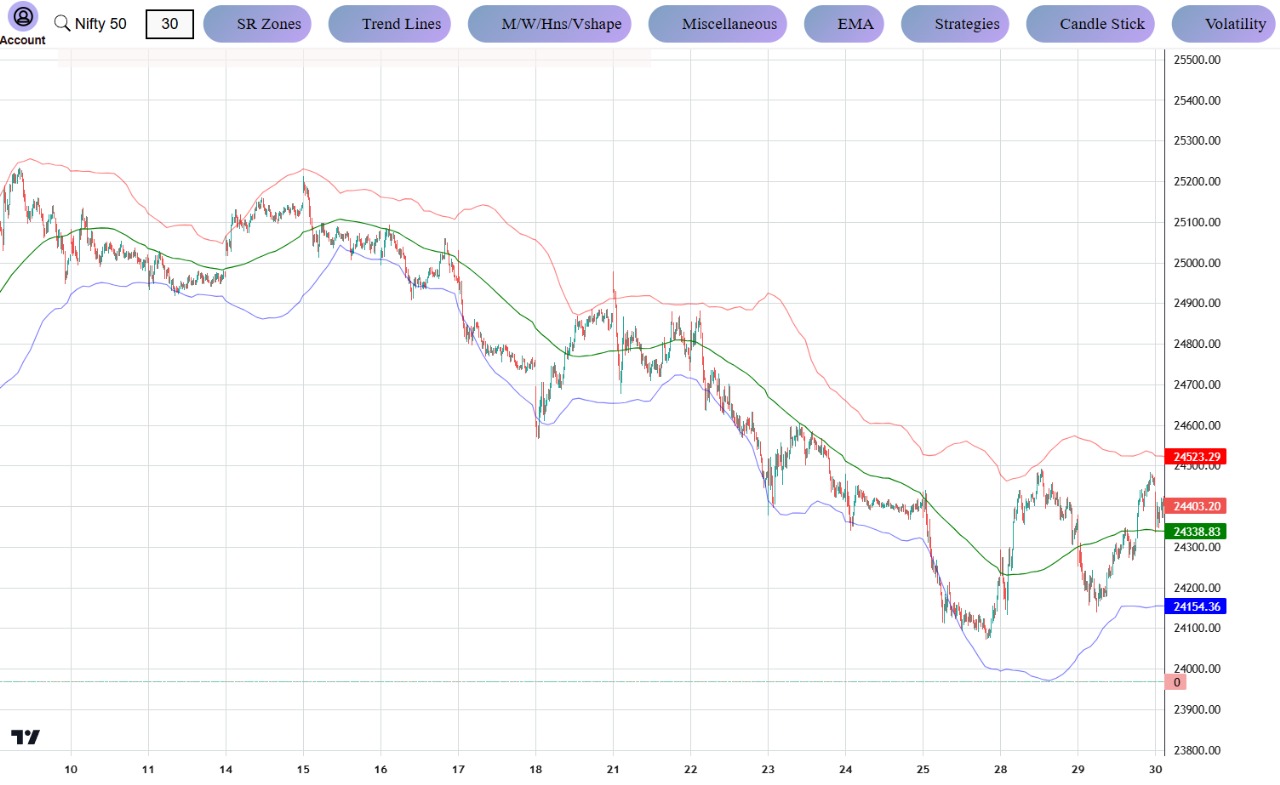 Account
Nifty 50
30
SR Zones
Trend Lines
M/W/Hns/Vshape
Miscellaneous
EMA
Strategies
Candle Stick
Volatility
25500.00
25400.00
25300.00
25200.00
25100.00
25000.00
24900.00
24800.00
24700.00
24600.00
24523.29
24500.00
24403.20
24338.83
24300.00
24200.00
24154.36
24100.00
24000.00
0
23900.00
23800.00
10 11 14 15 16 17 18 21 22 23 24 25 28 29 30